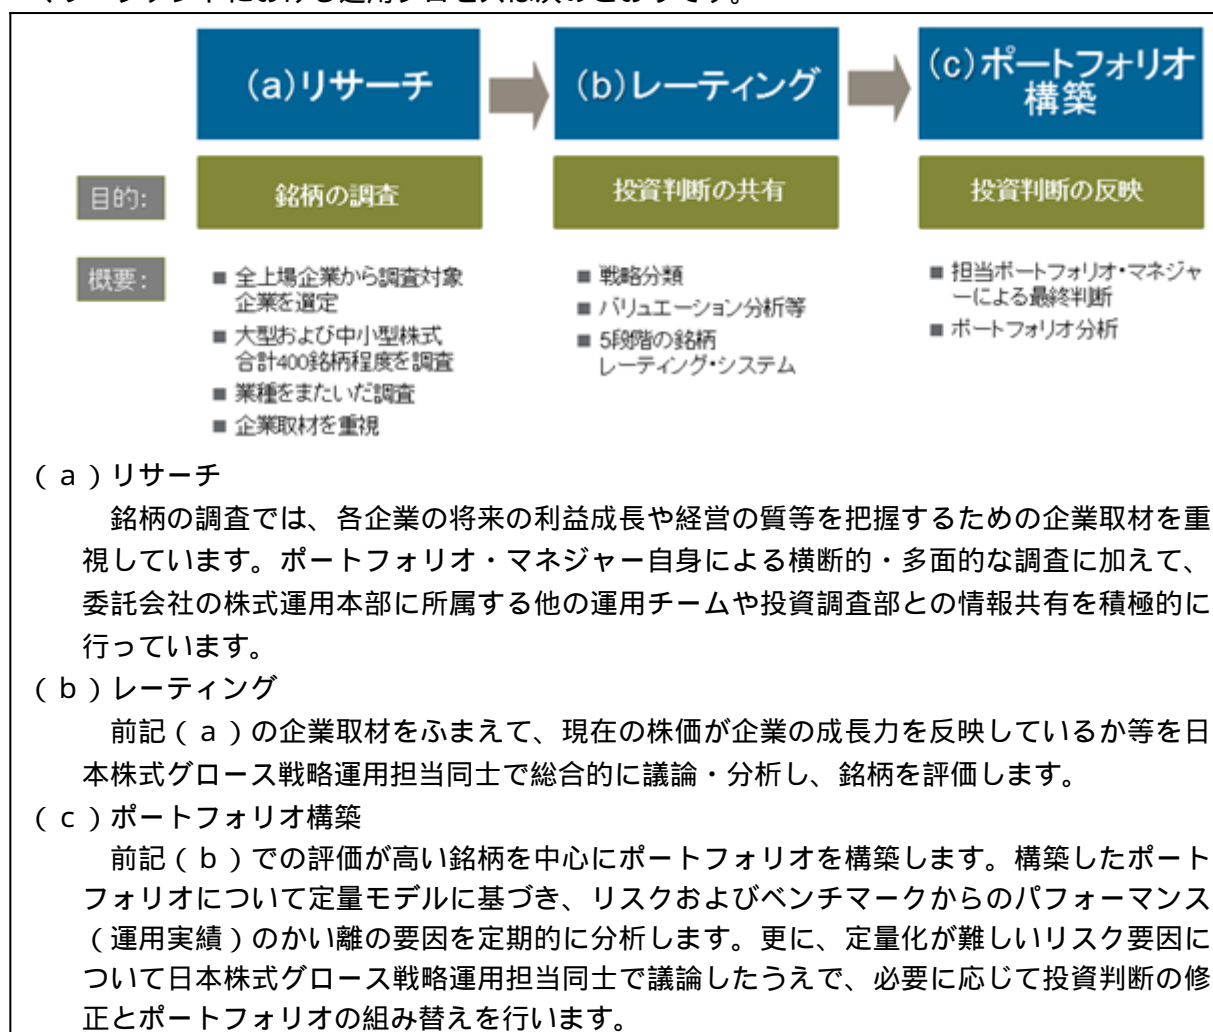 (a)リサーチ
(b)レーティング
(c)ポートフォリオ
構築
目的:
銘柄の調査
投資判断の共有
投資判断の反映
概要:
■ 全上場企業から調査対象
企業を選定
■ 大型および中小型株式
合計400銘柄程度を調査
■ 業種をまたいだ調査
■ 企業取材を重視
■ 戦略分類
■ バリュエーション分析等
■ 5段階の銘柄
レーティング・システム
■ 担当ポートフォリオ・マネジャ
ーによる最終判断
■ ポートフォリオ分析
(a)リサーチ
銘柄の調査では、各企業の将来の利益成長や経営の質等を把握するための企業取材を重
視しています。ポートフォリオ・マネジャー自身による横断的・多面的な調査に加えて、
委託会社の株式運用本部に所属する他の運用チームや投資調査部との情報共有を積極的に
行っています。
(b)レーティング
前記(a)の企業取材をふまえて、現在の株価が企業の成長力を反映しているか等を日
本株式グロース戦略運用担当同士で総合的に議論・分析し、銘柄を評価します。
(c)ポートフォリオ構築
前記(b)での評価が高い銘柄を中心にポートフォリオを構築します。構築したポート
フォリオについて定量モデルに基づき、リスクおよびベンチマークからのパフォーマンス
(運用実績)のかい離の要因を定期的に分析します。更に、定量化が難しいリスク要因に
ついて日本株式グロース戦略運用担当同士で議論したうえで、必要に応じて投資判断の修
正とポートフォリオの組み替えを行います。